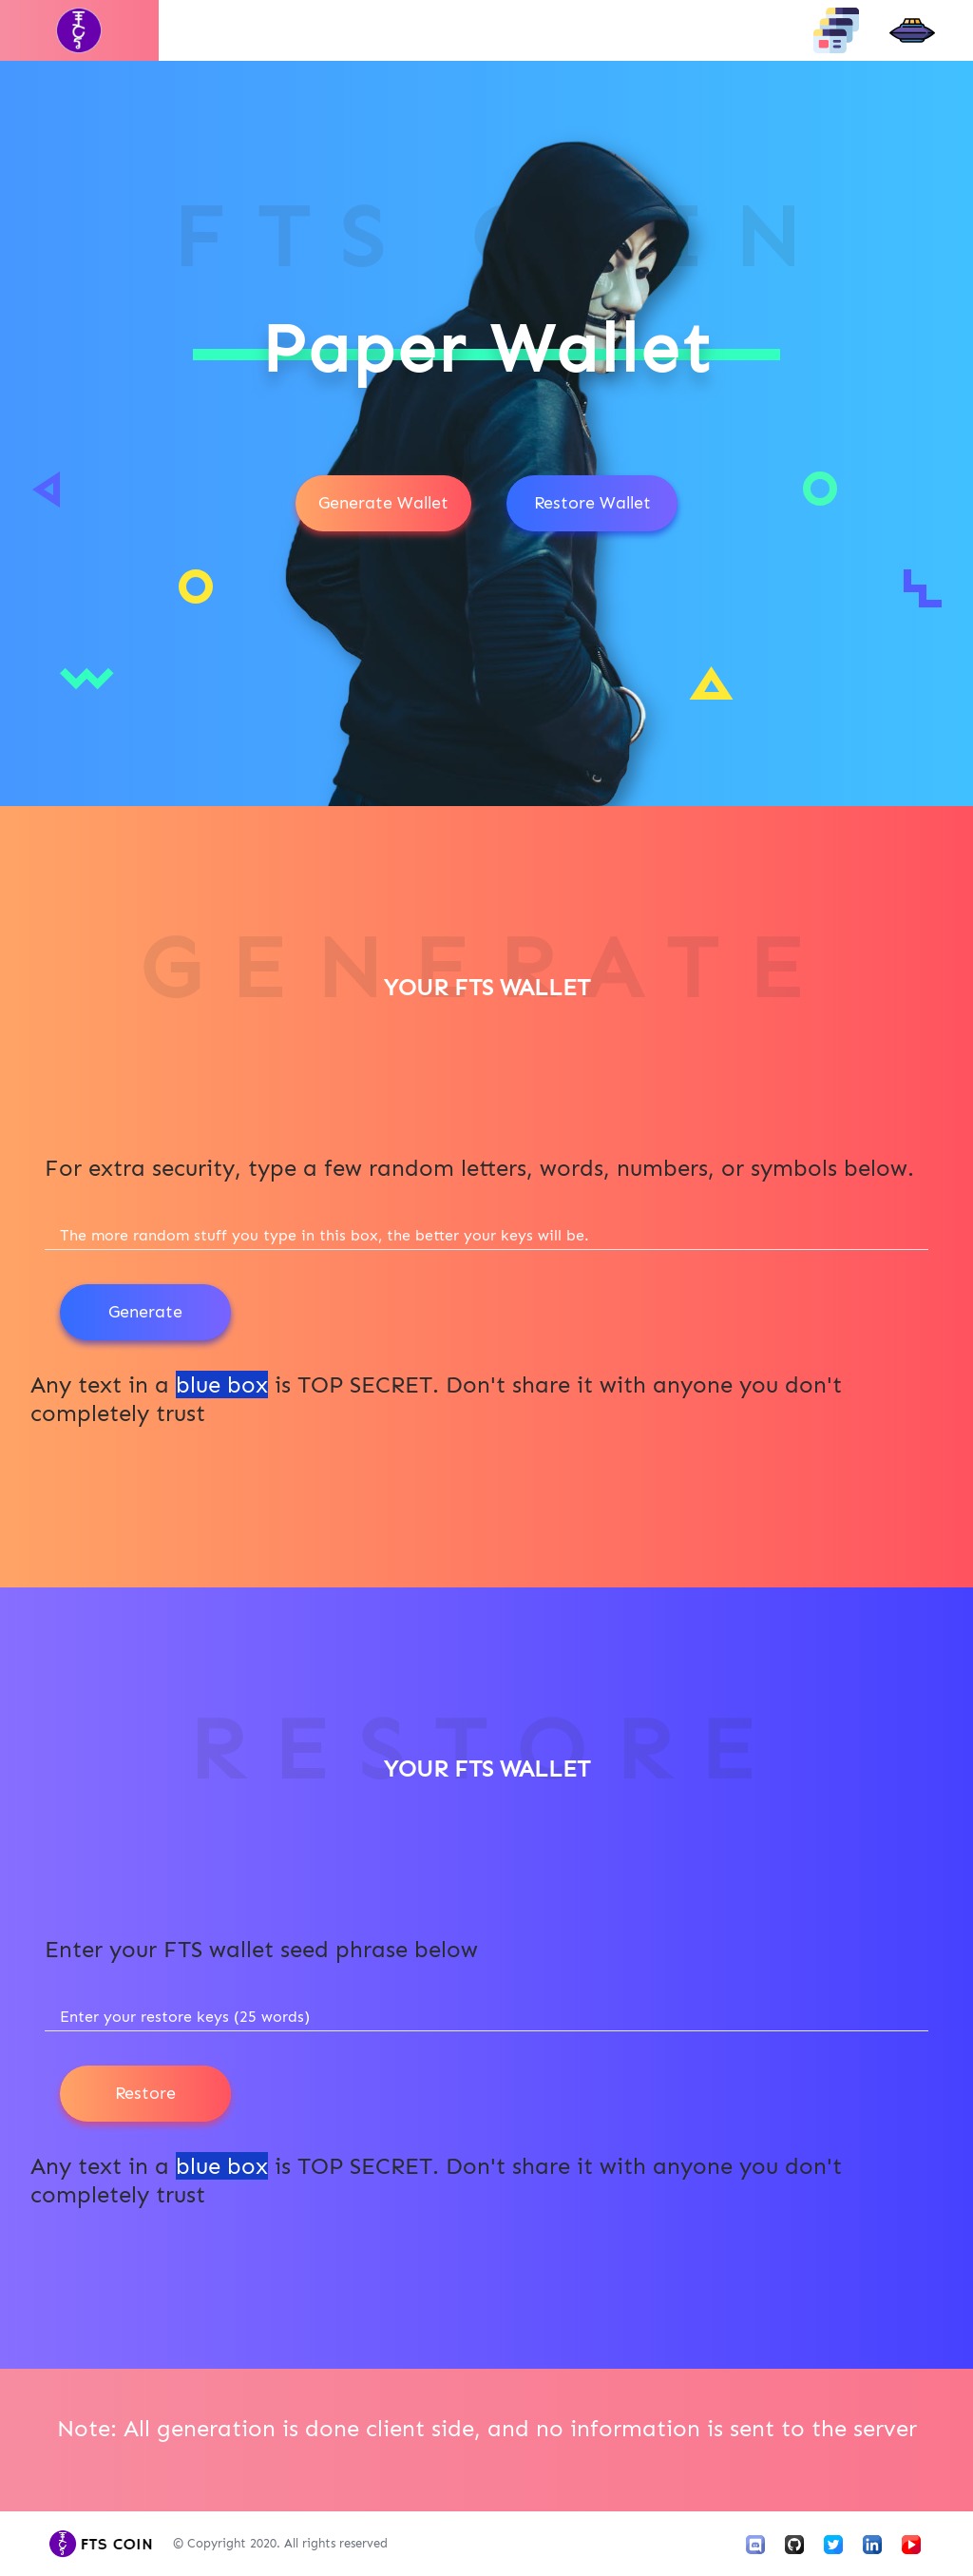 FTS COIN
Paper Wallet
Generate Wallet
Restore Wallet
GENERATE
YOUR FTS WALLET
For extra security, type a few random letters, words, numbers, or symbols below.
The more random stuff you type in this box, the better your keys will be.
Generate
Any text in a blue box is TOP SECRET. Don't share it with anyone you don't
completely trust
RESTORE
YOUR FTS WALLET
Enter your FTS wallet seed phrase below
Enter your restore keys (25 words)
Restore
Any text in a blue box is TOP SECRET. Don't share it with anyone you don't
completely trust
Note: All generation is done client side, and no information is sent to the server
FTS COIN
© Copyright 2020. All rights reserved